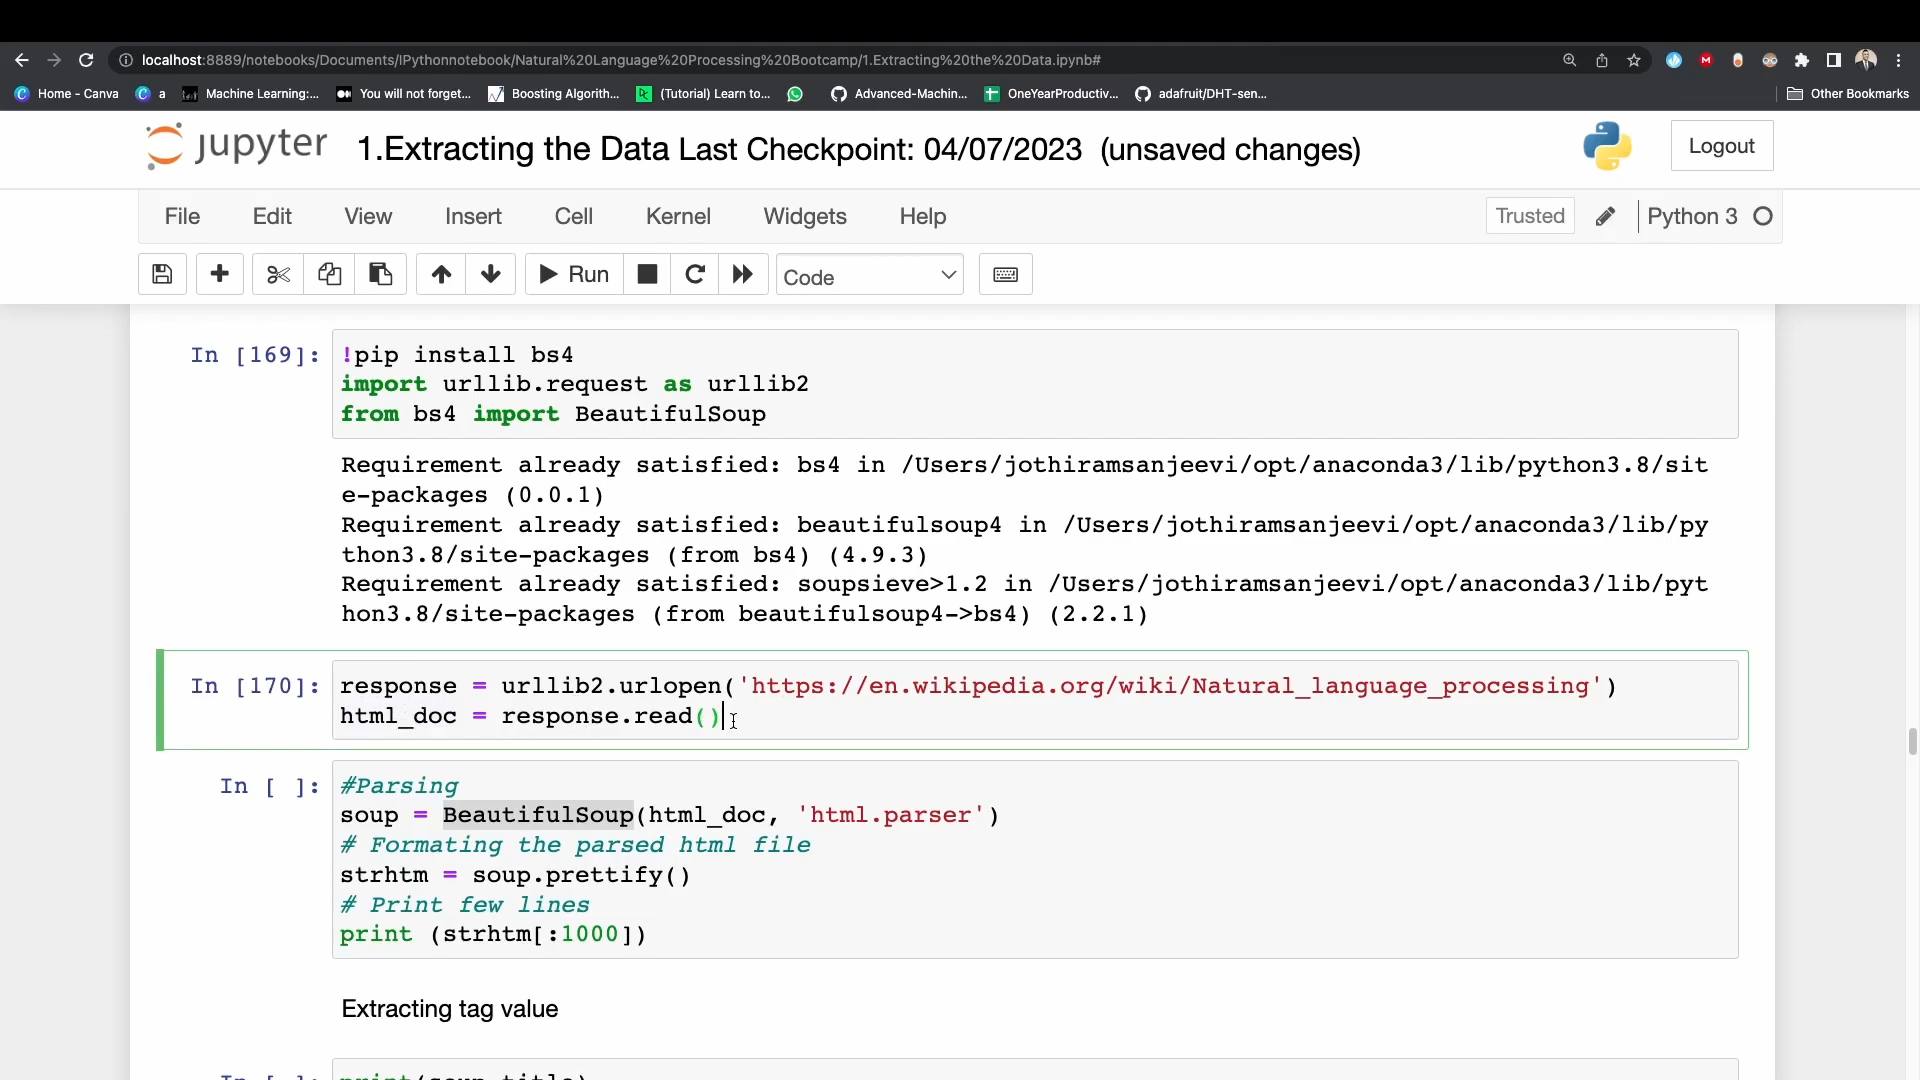 localhost:8889/notebooks/Documents/IPythonnotebook/Natural%20Language%20Processing%20Bootcamp/1.Extracting%20the%20Data.ipynb#
Home - Canva a Machine Learning:... You will not forget... Boosting Algorith... (Tutorial) Learn to... Advanced-Machin... OneYearProductiv... adafruit/DHT-sen... Other Bookmarks
jupyter 1.Extracting the Data Last Checkpoint: 04/07/2023 (unsaved changes) Logout
File Edit View Insert Cell Kernel Widgets Help Trusted Python 3
Run Code
In [169]: !pip install bs4
import urllib.request as urllib2
from bs4 import BeautifulSoup
Requirement already satisfied: bs4 in /Users/jothiramsanjeevi/opt/anaconda3/lib/python3.8/sit
e-packages (0.0.1)
Requirement already satisfied: beautifulsoup4 in /Users/jothiramsanjeevi/opt/anaconda3/lib/py
thon3.8/site-packages (from bs4) (4.9.3)
Requirement already satisfied: soupsieve>1.2 in /Users/jothiramsanjeevi/opt/anaconda3/lib/pyt
hon3.8/site-packages (from beautifulsoup4->bs4) (2.2.1)
In [170]: response = urllib2.urlopen('https://en.wikipedia.org/wiki/Natural_language_processing')
html_doc = response.read()
In [ ]: #Parsing
soup = BeautifulSoup(html_doc, 'html.parser')
# Formating the parsed html file
strhtm = soup.prettify()
# Print few lines
print (strhtm[:1000])
Extracting tag value
In [ ]: print(soup.title)